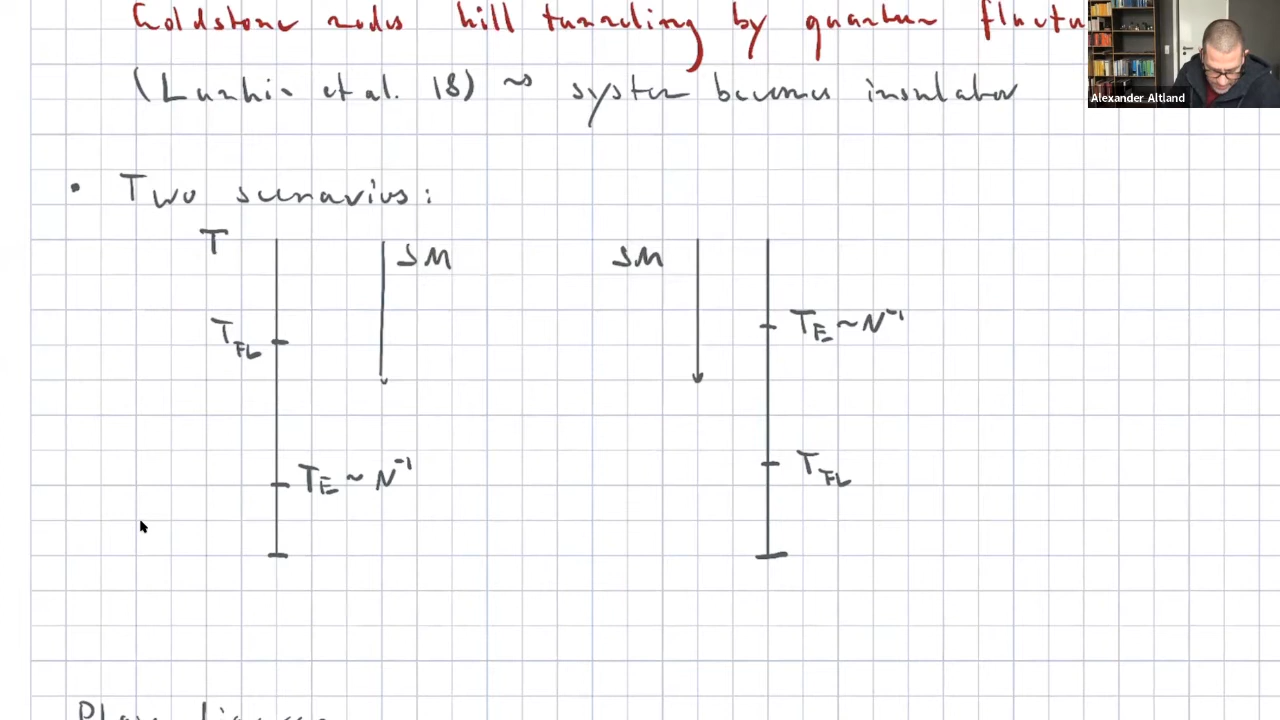 Goldstone modes kill tunneling by quantum fluctu
(Lunkin et al. 18) ~> system becomes insulator
Alexander Altland
• Two scenarios:
T
SM
SM
T_FL
T_E ~ N^-1
T_E ~ N^-1
T_FL